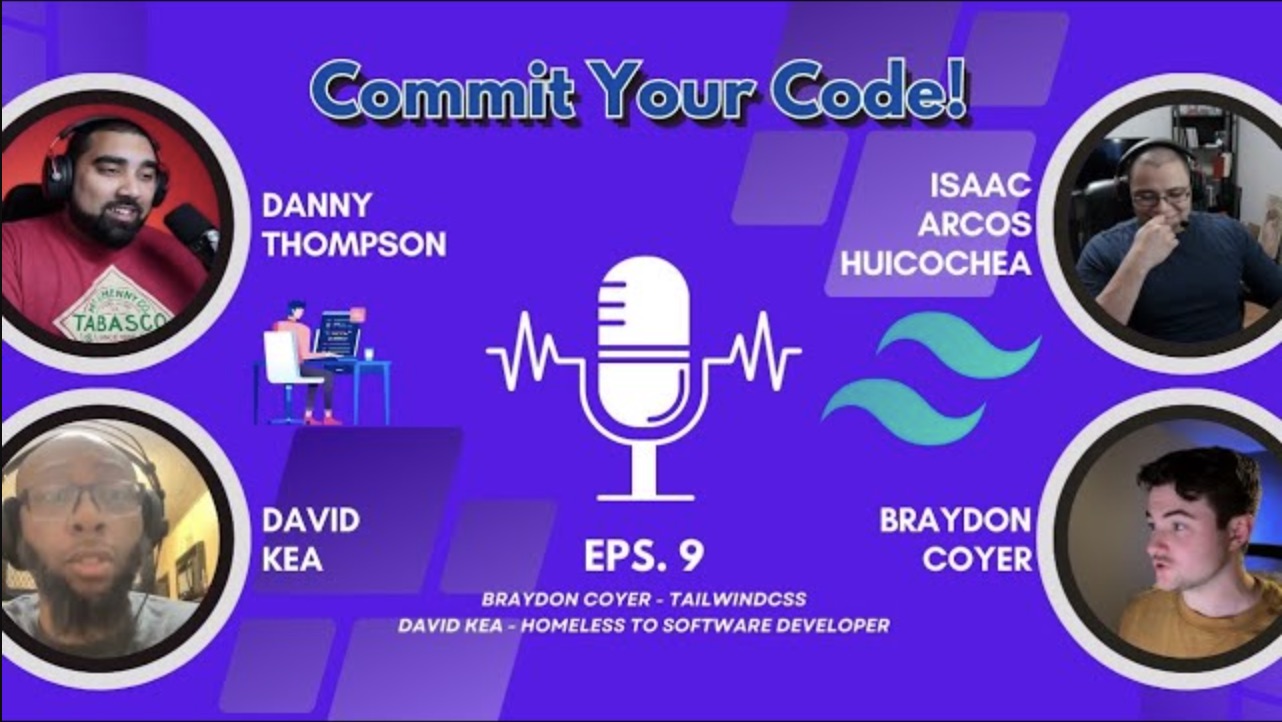 Commit Your Code!
DANNY
THOMPSON
ISAAC
ARCOS
HUICOCHEA
TABASCO
DAVID
KEA
BRAYDON
COYER
EPS. 9
BRAYDON COYER - TAILWINDCSS
DAVID KEA - HOMELESS TO SOFTWARE DEVELOPER